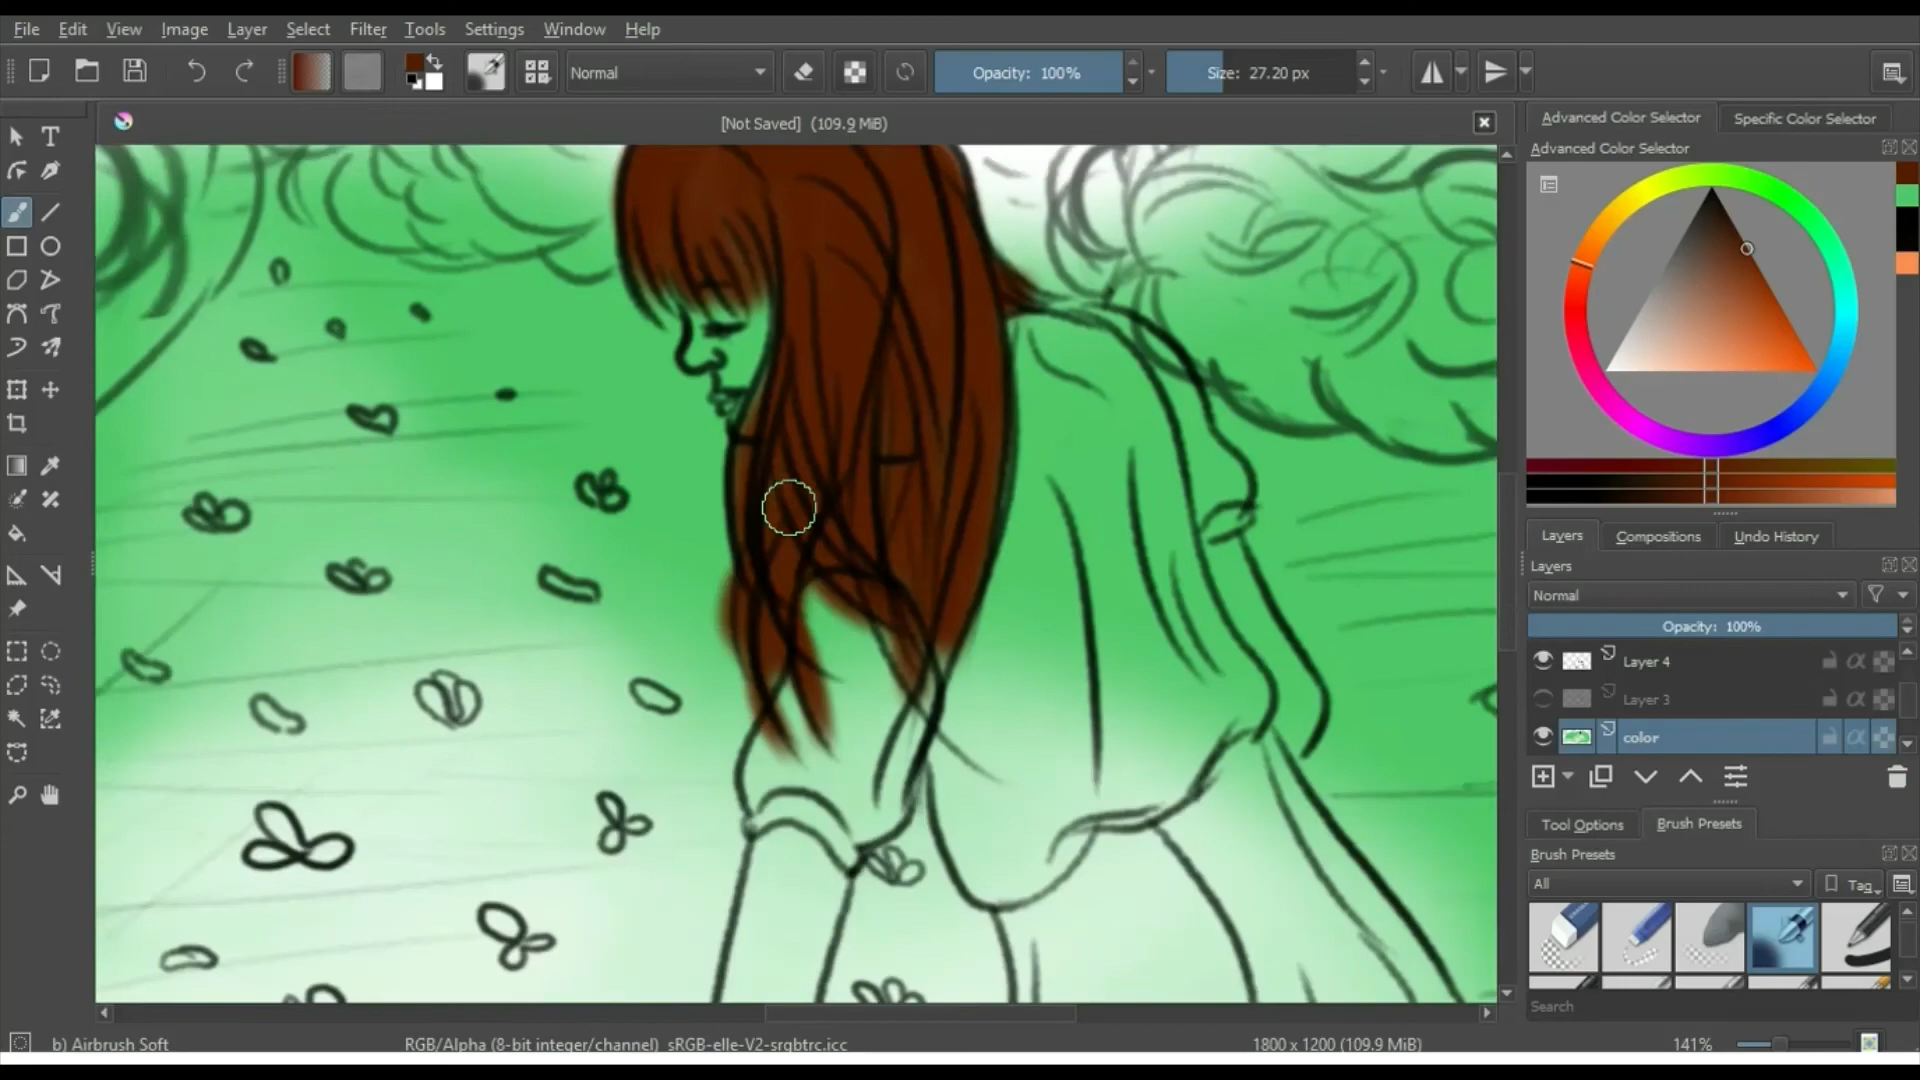 File Edit View Image Layer Select Filter Tools Settings Window Help
Normal Opacity: 100% Size: 27.20 px
[Not Saved] (109.9 MiB)
Advanced Color Selector Specific Color Selector
Advanced Color Selector
Layers Compositions Undo History
Layers
Normal
Opacity: 100%
Layer 4
Layer 3
color
Tool Options Brush Presets
Brush Presets
All Tag
Search
b) Airbrush Soft RGB/Alpha (8-bit integer/channel) sRGB-elle-V2-srgbtrc.icc 1800 x 1200 (109.9 MiB) 141%